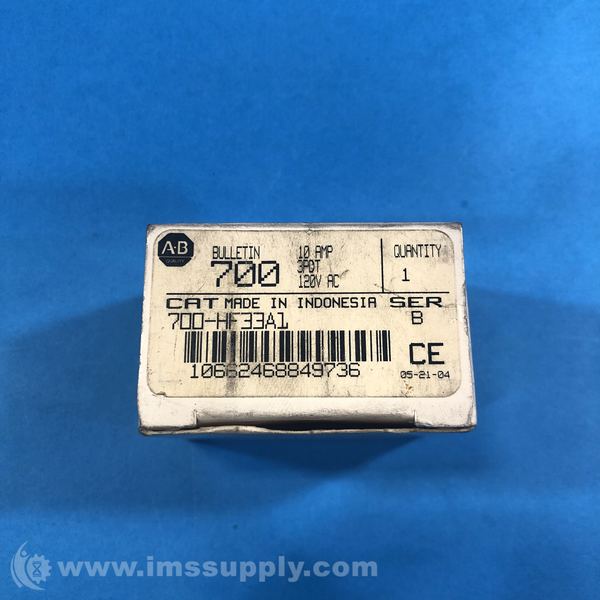 A·B
QUALITY
BULLETIN
700
10 AMP
3PDT
120V AC
QUANTITY
1
CAT MADE IN INDONESIA SER
700-HF33A1 B
10662468849736
CE
05-21-04
www.imssupply.com